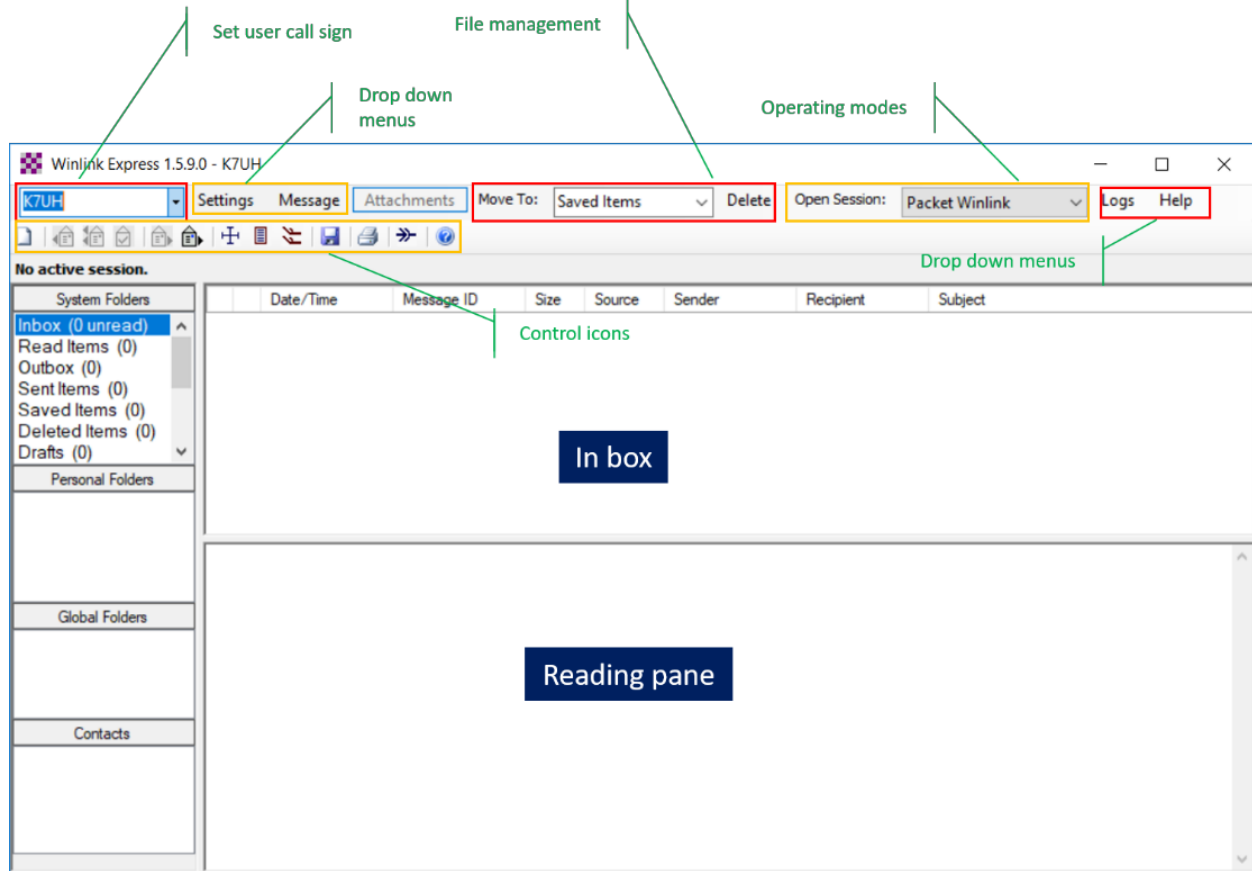 Set user call sign
File management
Drop down
menus
Operating modes
Winlink Express 1.5.9.0 - K7UH
K7UH
Settings Message Attachments Move To: Saved Items Delete Open Session: Packet Winlink Logs Help
Drop down menus
No active session.
System Folders
Date/Time Message ID Size Source Sender Recipient Subject
Inbox (0 unread)
Control icons
Read Items (0)
Outbox (0)
Sent Items (0)
Saved Items (0)
Deleted Items (0)
Drafts (0)
In box
Personal Folders
Global Folders
Reading pane
Contacts